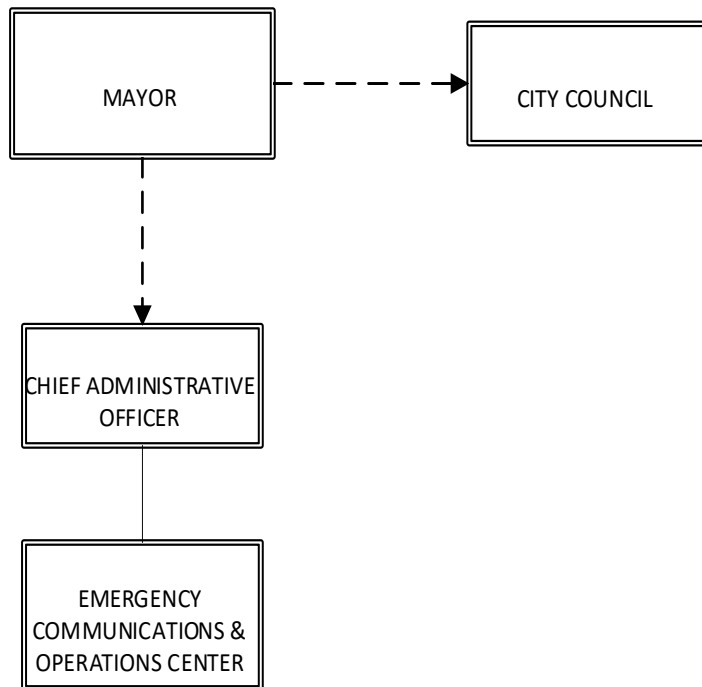 MAYOR
CITY COUNCIL
CHIEF ADMINISTRATIVE
OFFICER
EMERGENCY
COMMUNICATIONS &
OPERATIONS CENTER